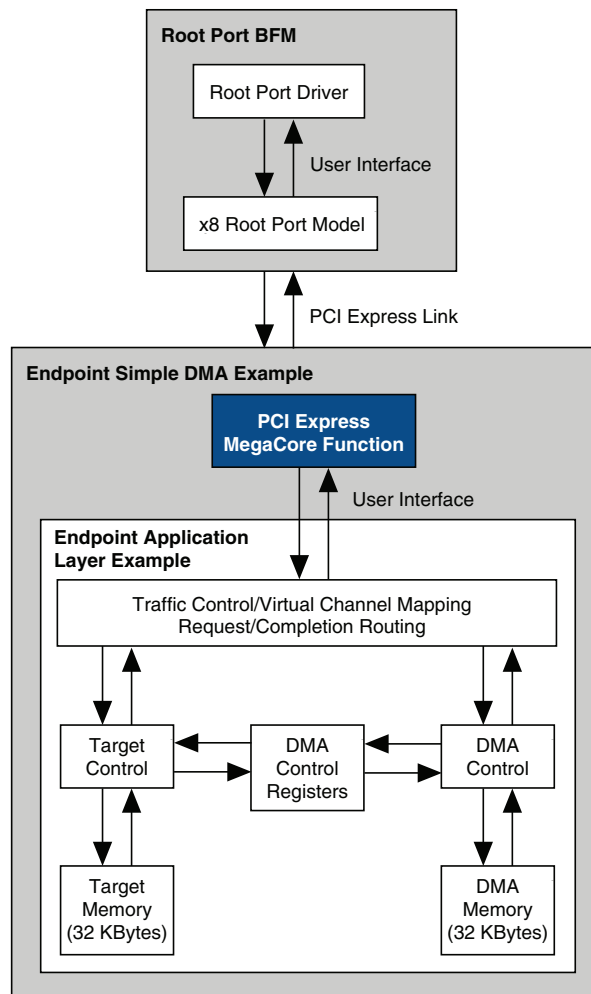 Root Port BFM
Root Port Driver
User Interface
x8 Root Port Model
PCI Express Link
Endpoint Simple DMA Example
PCI Express
MegaCore Function
User Interface
Endpoint Application
Layer Example
Traffic Control/Virtual Channel Mapping
Request/Completion Routing
Target
Control
DMA
Control
Registers
DMA
Control
Target
Memory
(32 KBytes)
DMA
Memory
(32 KBytes)